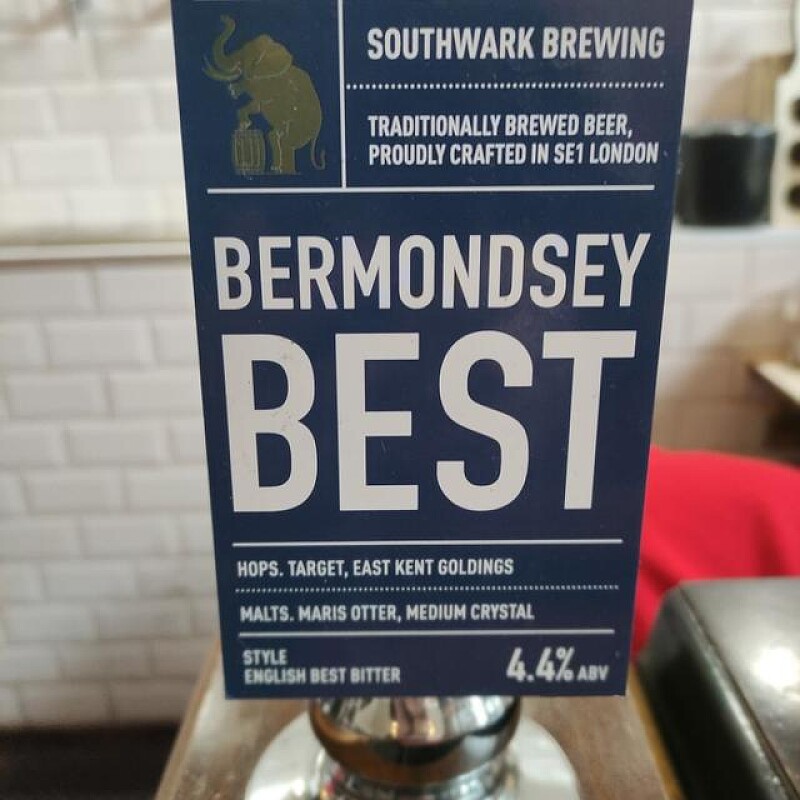 SOUTHWARK BREWING
TRADITIONALLY BREWED BEER,
PROUDLY CRAFTED IN SE1 LONDON
BERMONDSEY
BEST
HOPS. TARGET, EAST KENT GOLDINGS
MALTS. MARIS OTTER, MEDIUM CRYSTAL
STYLE
ENGLISH BEST BITTER
4.4% ABV